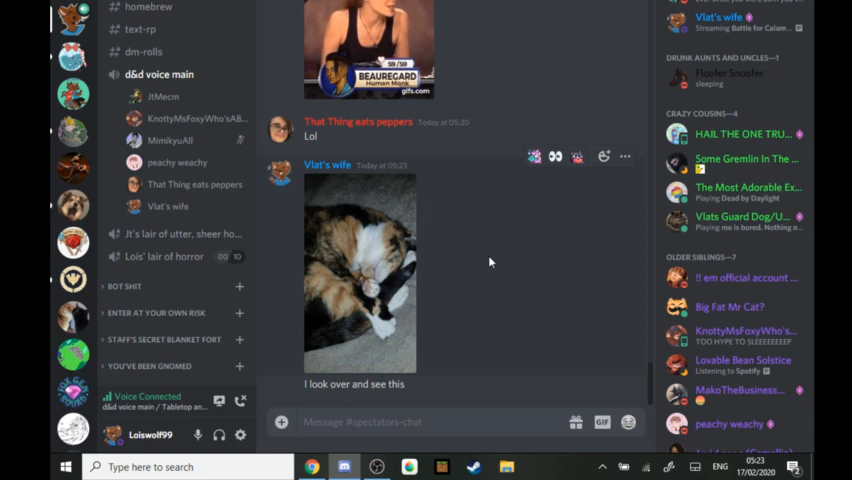 homebrew
text-rp
dm-rolls
d&d voice main
JtMecm
KnottyMsFoxyWho'sAB...
MimikyuAll
peachy weachy
That Thing eats peppers
Vlat's wife
Jt's lair of utter, sheer ho...
Lois' lair of horror 00 10
BOT SHIT
ENTER AT YOUR OWN RISK
STAFF'S SECRET BLANKET FORT
YOU'VE BEEN GNOMED
Voice Connected
d&d voice main / Tabletop an...
Loiswolf99
59/59
BEAUREGARD
Human Monk
gifs.com
That Thing eats peppers Today at 05:20
Lol
Vlat's wife Today at 05:23
I look over and see this
Message #spectators-chat
GIF
Vlat's wife
Streaming Battle for Calam...
DRUNK AUNTS AND UNCLES—1
Floofer Snoofer
sleeping
CRAZY COUSINS—4
HAIL THE ONE TRU...
Some Gremlin In The ...
The Most Adorable Ex...
Playing Dead by Daylight
Vlats Guard Dog/U...
Playing me is bored. Nothing n...
OLDER SIBLINGS—7
!! em official account ...
Big Fat Mr Cat?
KnottyMsFoxyWho's...
TOO HYPE TO SLEEEEEEEP
Lovable Bean Solstice
Listening to Spotify
MakoTheBusiness...
peachy weachy
Type here to search
ENG
05:23
17/02/2020
2